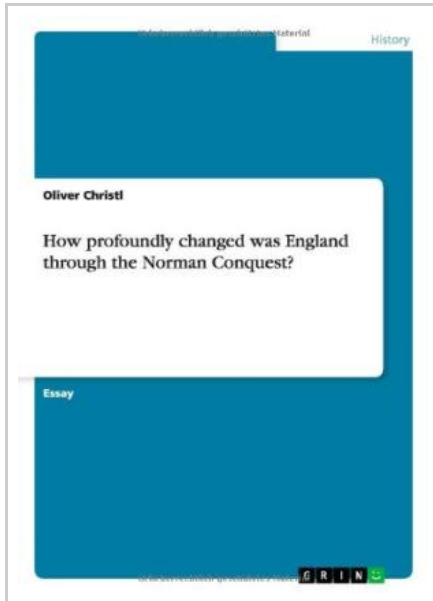 History
Oliver Christl
How profoundly changed was England
through the Norman Conquest?
Essay
GRIN